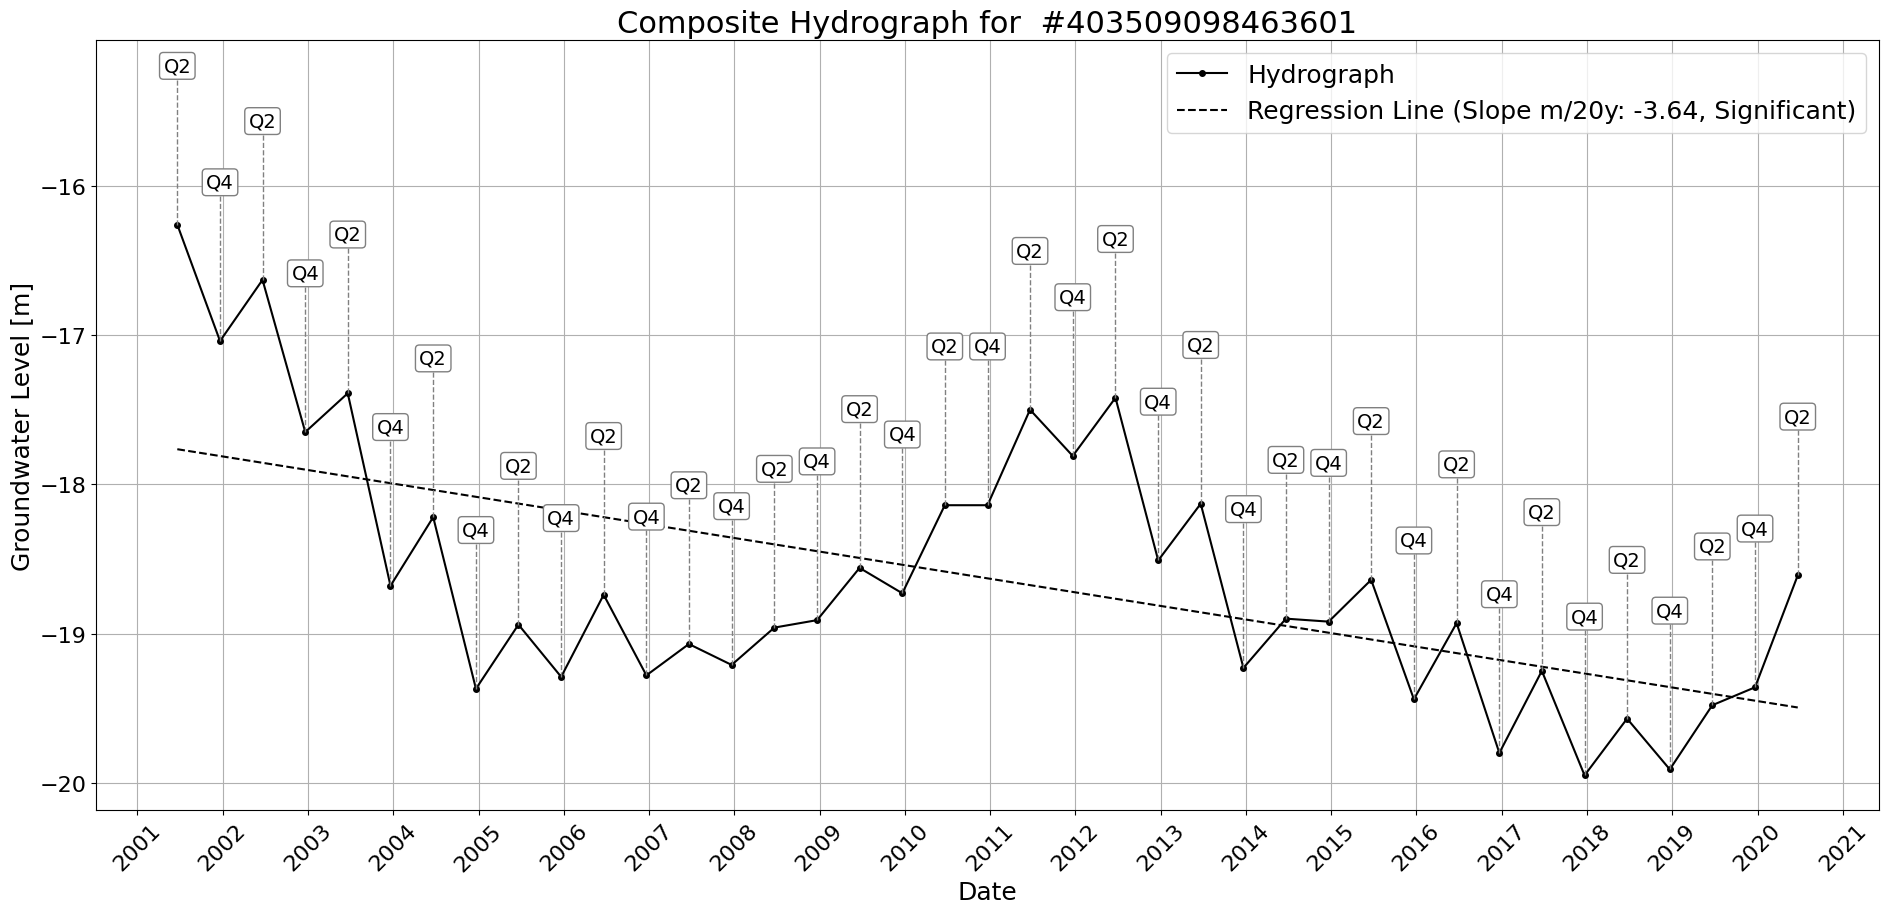 Composite Hydrograph for  #403509098463601
Hydrograph
Regression Line (Slope m/20y: -3.64, Significant)
Groundwater Level [m]
−16
−17
−18
−19
−20
Q2
Q4
Q2
Q4
Q2
Q4
Q2
Q4
Q2
Q4
Q2
Q4
Q2
Q4
Q2
Q4
Q2
Q4
Q2
Q4
Q2
Q4
Q2
Q4
Q2
Q4
Q2
Q4
Q2
Q4
Q2
Q4
Q2
Q4
Q2
Q4
Q2
Q4
Q2
2001
2002
2003
2004
2005
2006
2007
2008
2009
2010
2011
2012
2013
2014
2015
2016
2017
2018
2019
2020
2021
Date